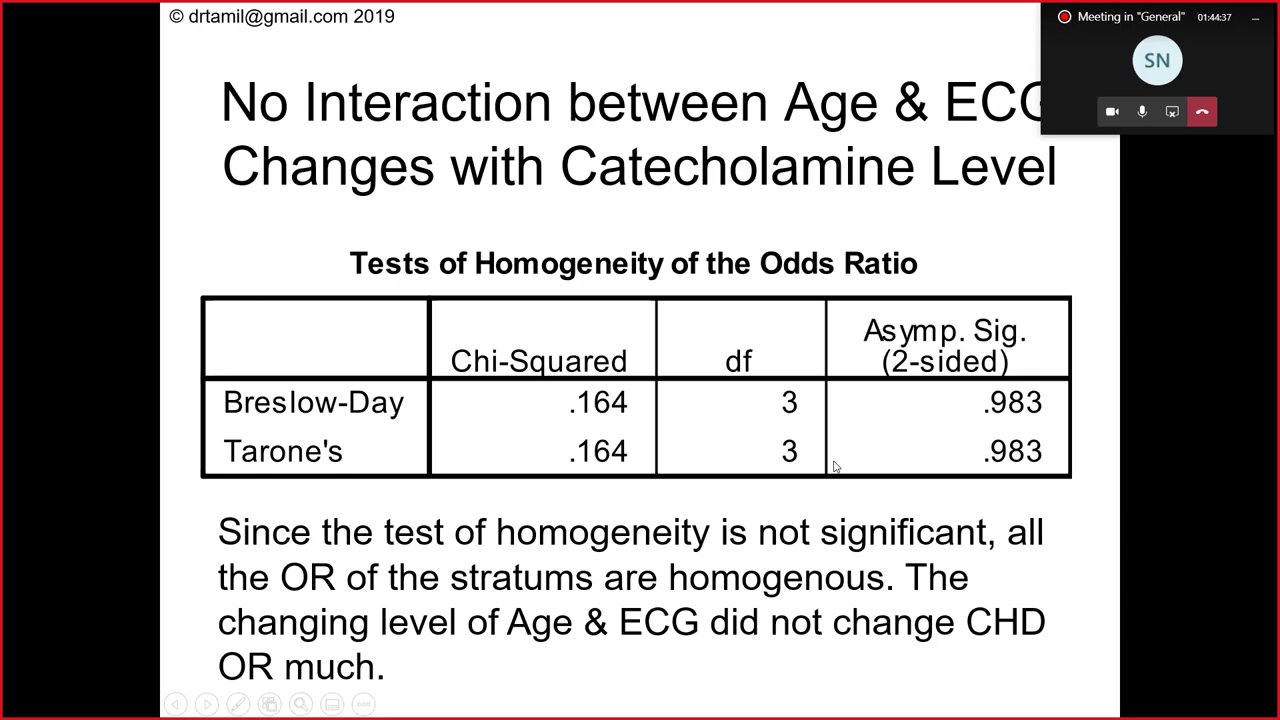 © drtamil@gmail.com 2019
Meeting in "General"
01:44:37
SN
No Interaction between Age & ECG
Changes with Catecholamine Level
Tests of Homogeneity of the Odds Ratio
Chi-Squared df Asymp. Sig. (2-sided)
Breslow-Day .164 3 .983
Tarone's .164 3 .983
Since the test of homogeneity is not significant, all
the OR of the stratums are homogenous. The
changing level of Age & ECG did not change CHD
OR much.